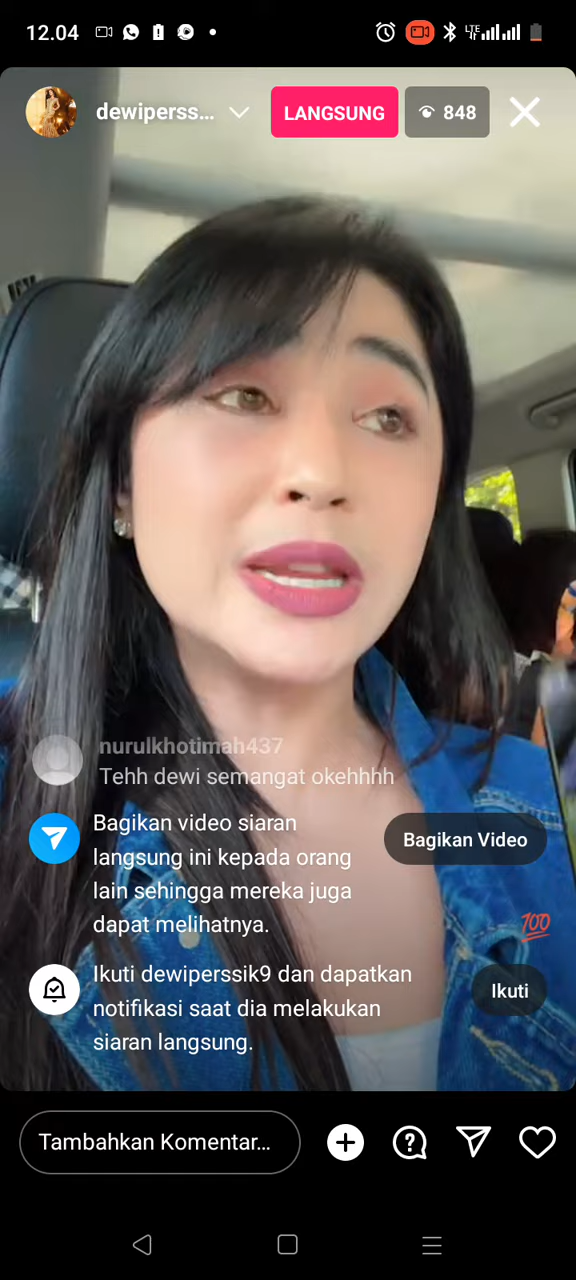 12.04
LTE
dewiperss...
LANGSUNG
848
nurulkhotimah437
Tehh dewi semangat okehhhh
Bagikan video siaran
langsung ini kepada orang
lain sehingga mereka juga
dapat melihatnya.
Bagikan Video
100
Ikuti dewiperssik9 dan dapatkan
notifikasi saat dia melakukan
siaran langsung.
Ikuti
Tambahkan Komentar...